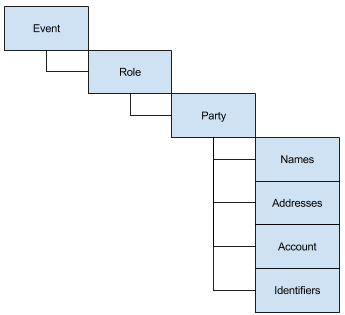 Event
Role
Party
Names
Addresses
Account
Identifiers